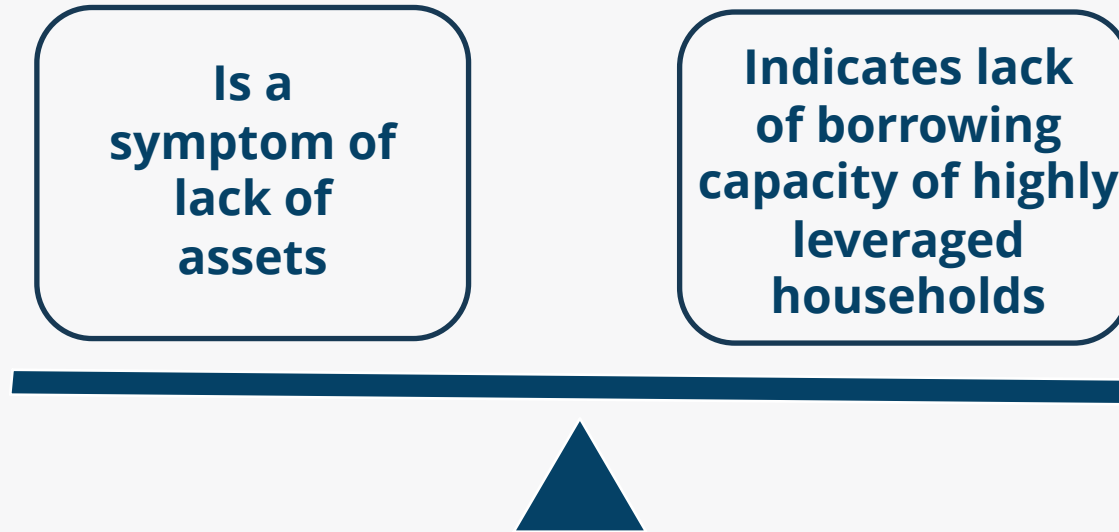 Is a
symptom of
lack of
assets
Indicates lack
of borrowing
capacity of highly
leveraged
households